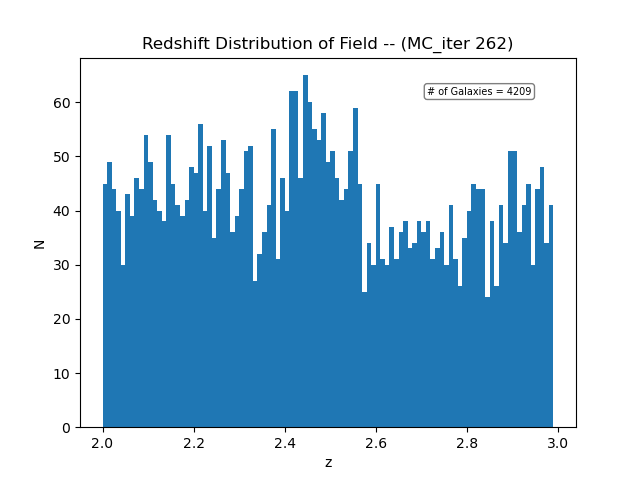 Redshift Distribution of Field -- (MC_iter 262)
# of Galaxies = 4209
60
50
40
30
20
10
0
N
2.0 2.2 2.4 2.6 2.8 3.0
z